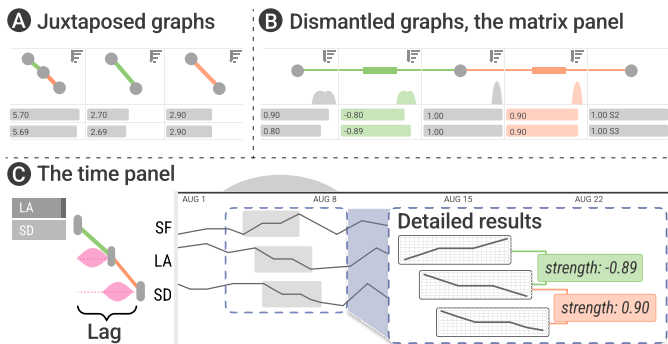 A Juxtaposed graphs
5.70 2.70 2.90
5.69 2.69 2.90
B Dismantled graphs, the matrix panel
0.90 -0.80 1.00 0.90 1.00 S2
0.80 -0.89 1.00 0.90 1.00 S3
C The time panel
LA
SD
Lag
AUG 1 AUG 8 AUG 15 AUG 22
SF
LA
SD
Detailed results
strength: -0.89
strength: 0.90